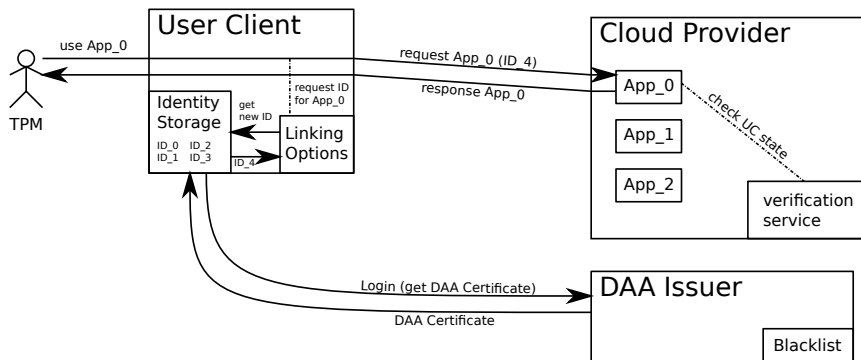 User Client
Cloud Provider
use App_0
request App_0 (ID_4)
response App_0
request ID
for App_0
App_0
check UC state
TPM
Identity
Storage
get
new ID
ID_0 ID_2
ID_1 ID_3
ID_4
Linking
Options
App_1
App_2
verification
service
Login (get DAA Certificate)
DAA Certificate
DAA Issuer
Blacklist